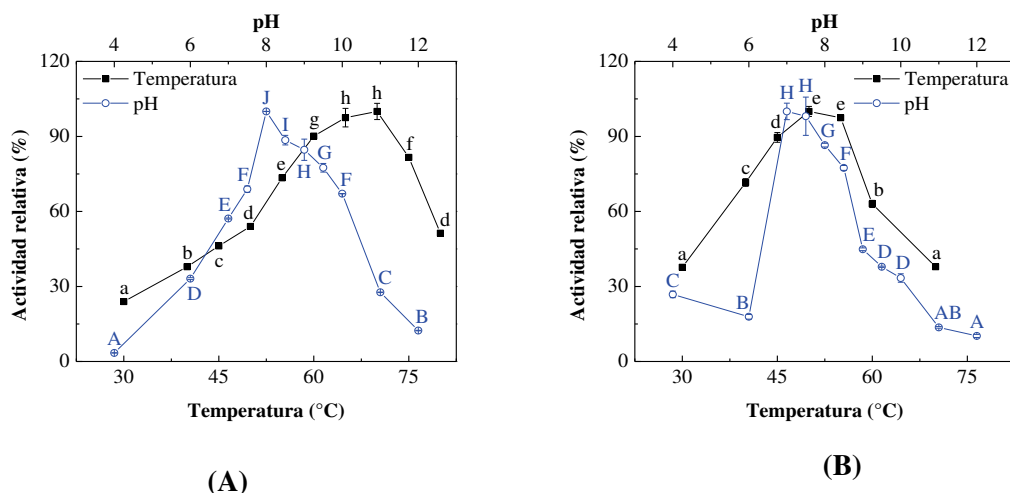 pH
4 6 8 10 12
120
90
60
30
0
Actividad relativa (%)
Temperatura
pH
J
h
h
I
g
G
H
F
F
f
e
E
d
d
b
c
D
C
a
A
B
30 45 60 75
Temperatura (°C)
(A)
pH
4 6 8 10 12
120
90
60
30
0
Actividad relativa (%)
Temperatura
pH
H
H
e
e
d
G
F
c
b
E
a
D
a
D
C
B
AB
A
30 45 60 75
Temperatura (°C)
(B)